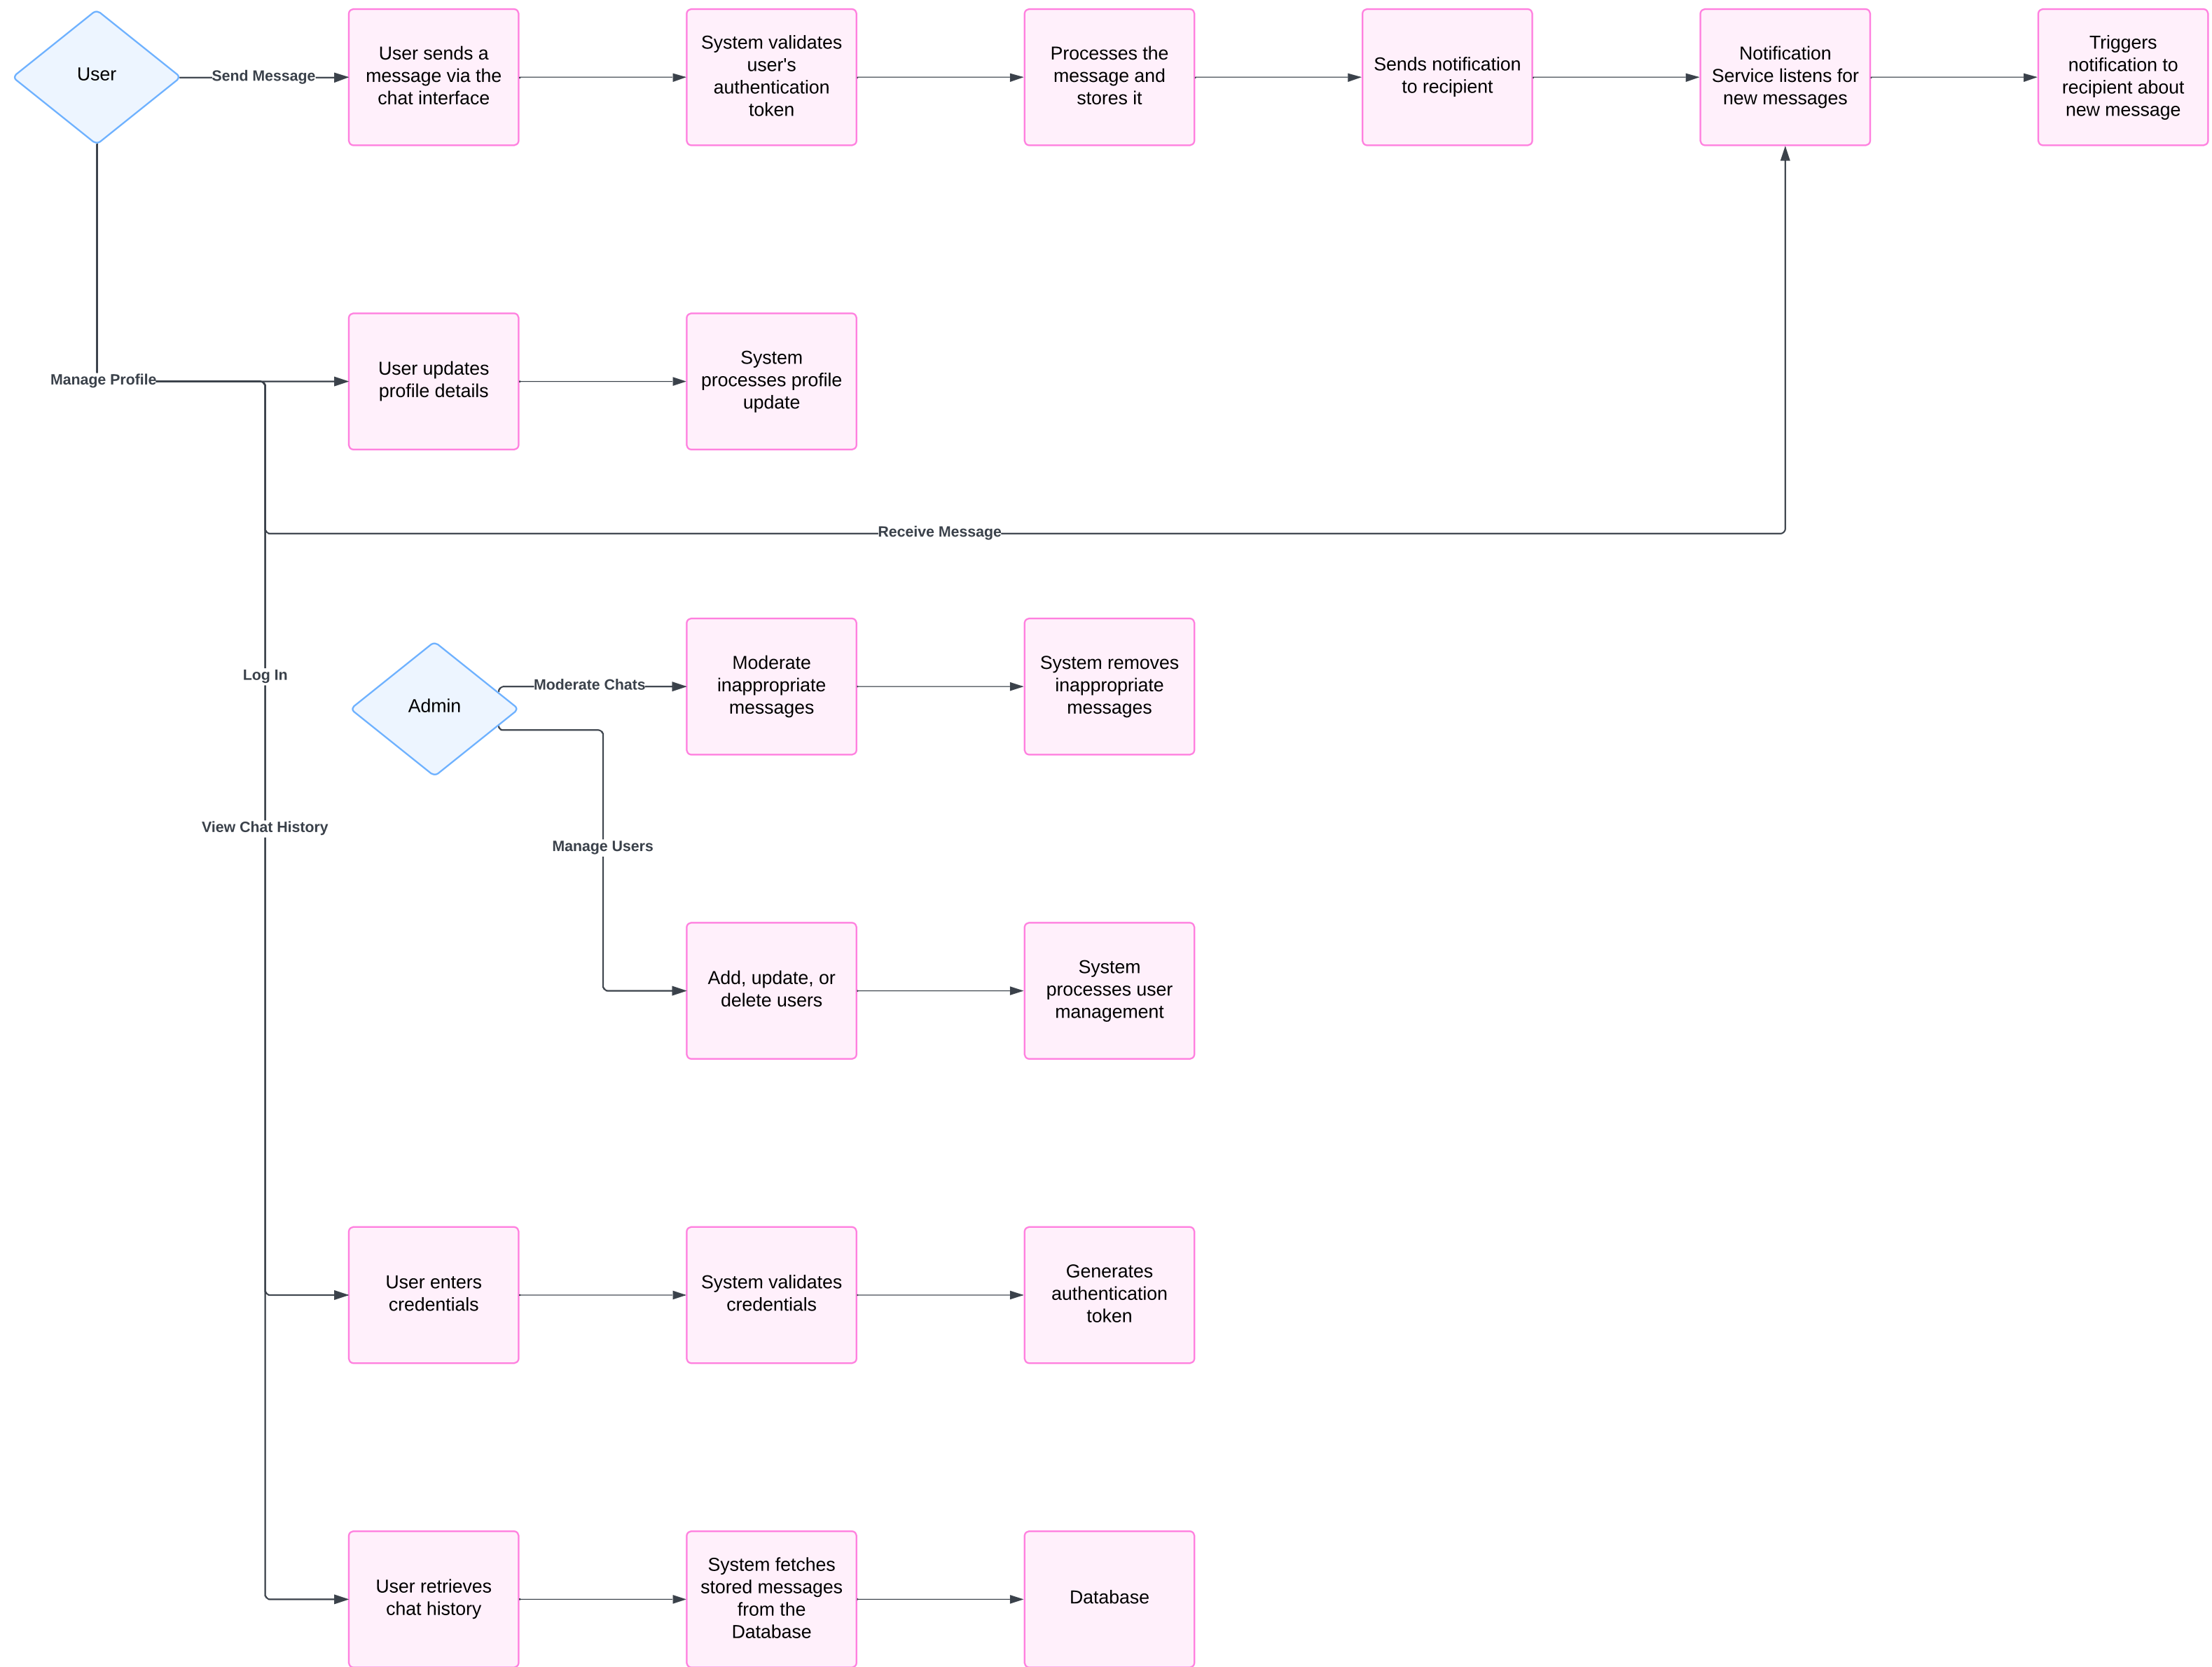 User
Send Message
User sends a
message via the
chat interface
System validates
user's
authentication
token
Processes the
message and
stores it
Sends notification
to recipient
Notification
Service listens for
new messages
Triggers
notification to
recipient about
new message
Manage Profile
User updates
profile details
System
processes profile
update
Receive Message
Log In
Admin
Moderate Chats
Moderate
inappropriate
messages
System removes
inappropriate
messages
View Chat History
Manage Users
Add, update, or
delete users
System
processes user
management
User enters
credentials
System validates
credentials
Generates
authentication
token
User retrieves
chat history
System fetches
stored messages
from the
Database
Database